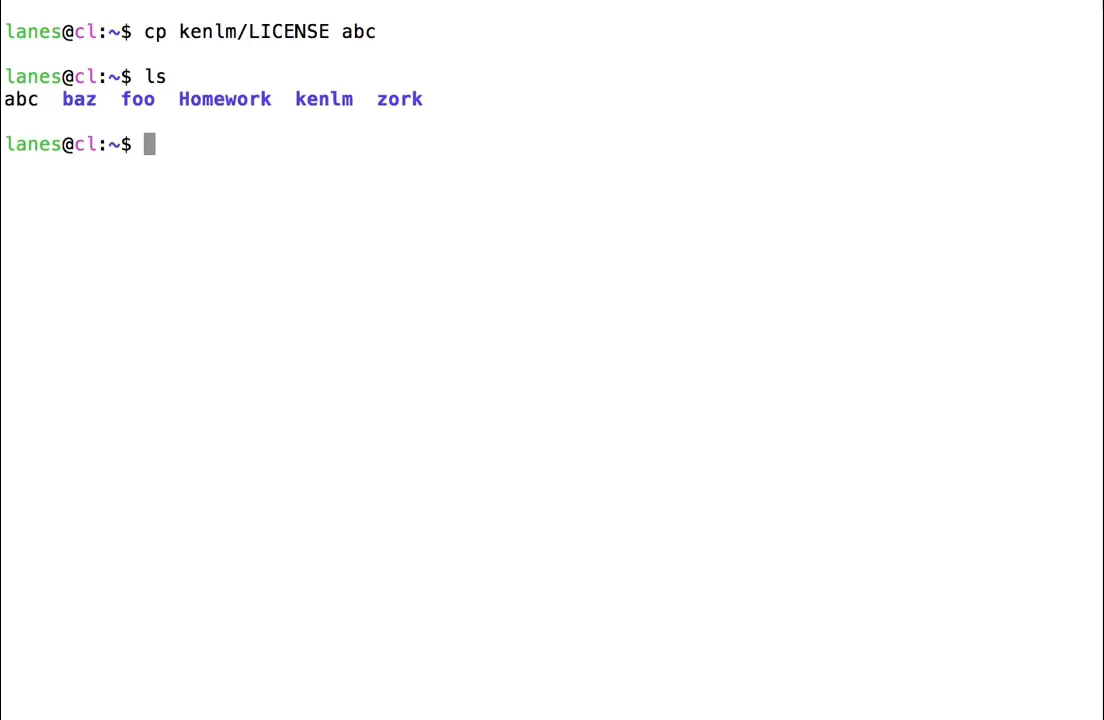 lanes@cl:~$ cp kenlm/LICENSE abc
lanes@cl:~$ ls
abc  baz  foo  Homework  kenlm  zork
lanes@cl:~$